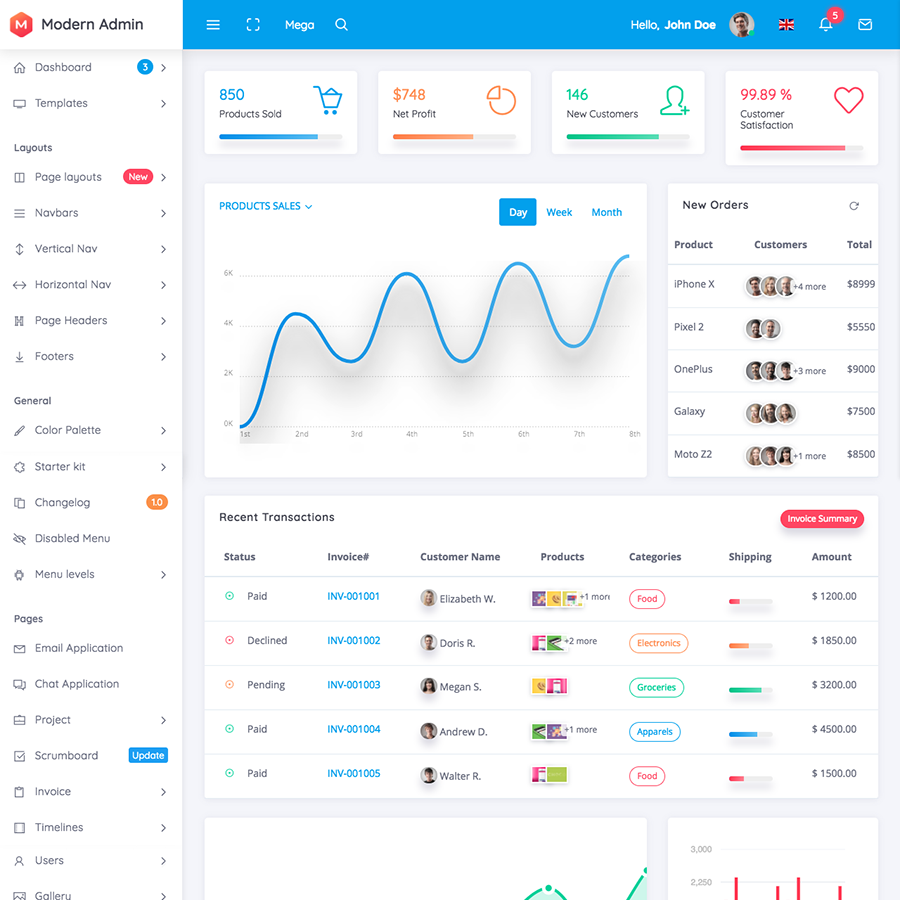 Modern Admin
Mega
Hello, John Doe
5
Dashboard 3
Templates
Layouts
Page layouts New
Navbars
Vertical Nav
Horizontal Nav
Page Headers
Footers
General
Color Palette
Starter kit
Changelog 1.0
Disabled Menu
Menu levels
Pages
Email Application
Chat Application
Project
Scrumboard Update
Invoice
Timelines
Users
Gallery
850
Products Sold
$748
Net Profit
146
New Customers
99.89 %
Customer
Satisfaction
PRODUCTS SALES
Day Week Month
6K
4K
2K
0K
1st 2nd 3rd 4th 5th 6th 7th 8th
New Orders
Product Customers Total
iPhone X +4 more $8999
Pixel 2 $5550
OnePlus +3 more $9000
Galaxy $7500
Moto Z2 +1 more $8500
Recent Transactions
Invoice Summary
Status Invoice# Customer Name Products Categories Shipping Amount
Paid INV-001001 Elizabeth W. +1 more Food $ 1200.00
Declined INV-001002 Doris R. +2 more Electronics $ 1850.00
Pending INV-001003 Megan S. Groceries $ 3200.00
Paid INV-001004 Andrew D. +1 more Apparels $ 4500.00
Paid INV-001005 Walter R. Food $ 1500.00
3,000
2,250